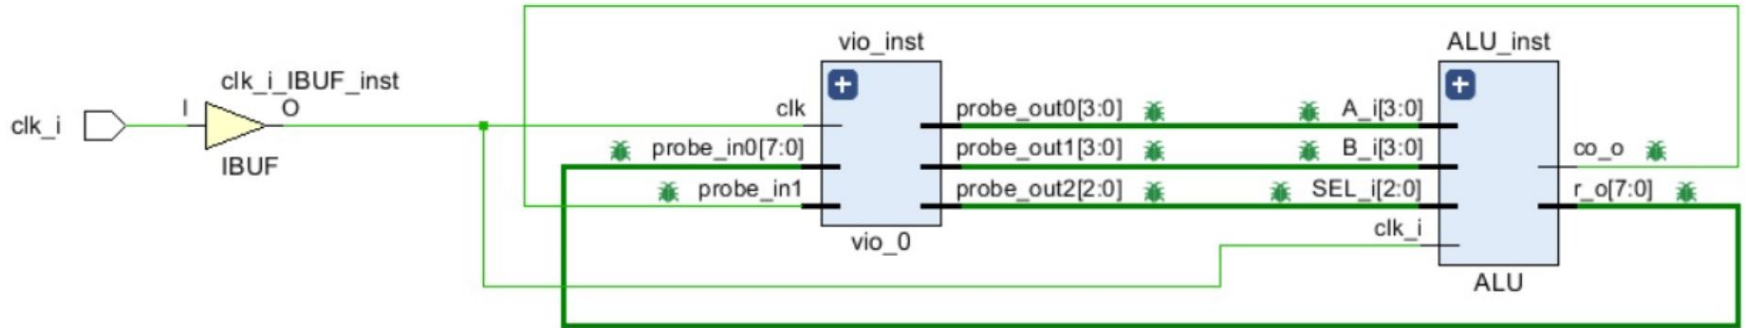 vio_inst
ALU_inst
clk_i_IBUF_inst
clk_i
I
O
IBUF
clk
probe_in0[7:0]
probe_in1
probe_out0[3:0]
probe_out1[3:0]
probe_out2[2:0]
vio_0
A_i[3:0]
B_i[3:0]
SEL_i[2:0]
clk_i
co_o
r_o[7:0]
ALU